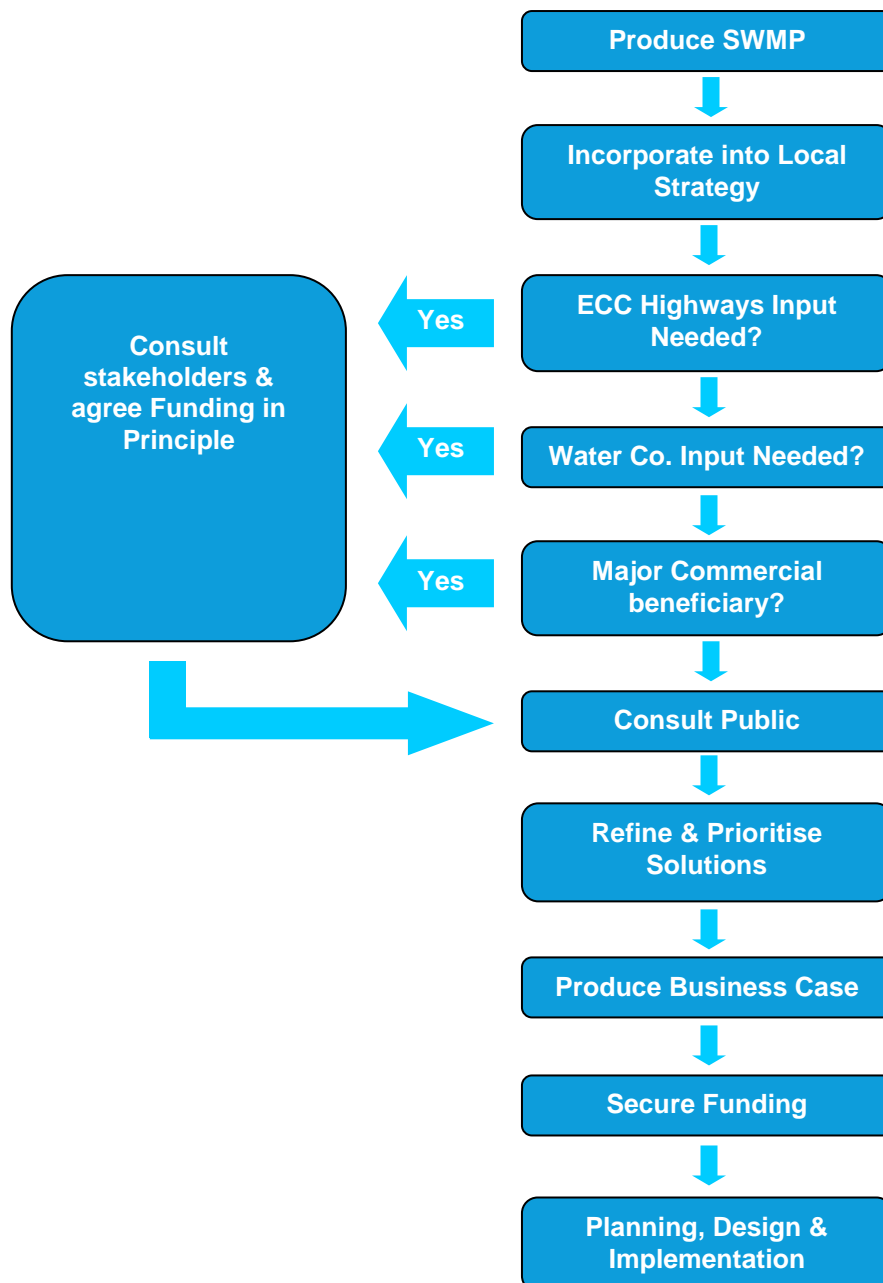 Produce SWMP
Incorporate into Local
Strategy
ECC Highways Input
Needed?
Yes
Consult
stakeholders &
agree Funding in
Principle
Water Co. Input Needed?
Yes
Major Commercial
beneficiary?
Yes
Consult Public
Refine & Prioritise
Solutions
Produce Business Case
Secure Funding
Planning, Design &
Implementation